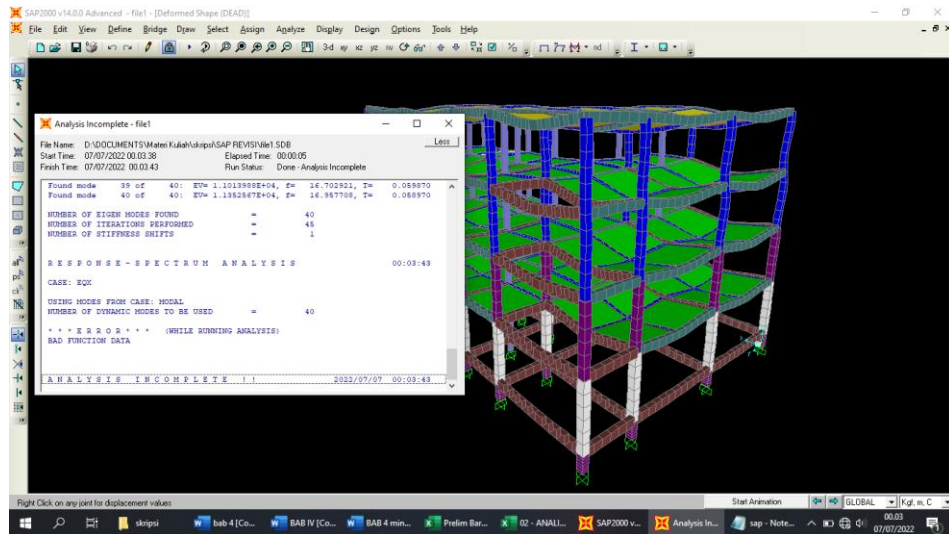 SAP2000 v14.0.0 Advanced - file1 - [Deformed Shape (DEAD)]
File Edit View Define Bridge Draw Select Assign Analyze Display Design Options Tools Help
3-d xy xz yz nv
nd
Analysis Incomplete - file1
File Name: D:\DOCUMENTS\Materi Kuliah\skripsi\SAP REVISI\file1.SDB
Less
Start Time: 07/07/2022 00.03.38 Elapsed Time: 00:00:05
Finish Time: 07/07/2022 00.03.43 Run Status: Done - Analysis Incomplete
Found mode 39 of 40: EV= 1.1013988E+04, f= 16.702921, T= 0.059870
Found mode 40 of 40: EV= 1.1352567E+04, f= 16.957708, T= 0.058970
NUMBER OF EIGEN MODES FOUND = 40
NUMBER OF ITERATIONS PERFORMED = 45
NUMBER OF STIFFNESS SHIFTS = 1
R E S P O N S E - S P E C T R U M A N A L Y S I S 00:03:43
CASE: EQX
USING MODES FROM CASE: MODAL
NUMBER OF DYNAMIC MODES TO BE USED = 40
* * * E R R O R * * * (WHILE RUNNING ANALYSIS)
BAD FUNCTION DATA
A N A L Y S I S I N C O M P L E T E ! ! 2022/07/07 00:03:43
Right Click on any joint for displacement values
Start Animation
GLOBAL
Kgf, m, C
skripsi
bab 4 [Co...
BAB IV [Co...
BAB 4 min...
Prelim Bar...
02 - ANALI...
SAP2000 v...
Analysis In...
sap - Note...
00.03
07/07/2022